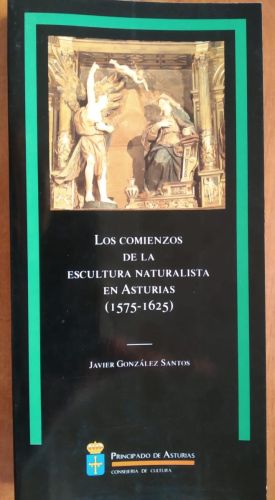 LOS COMIENZOS
DE LA
ESCULTURA NATURALISTA
EN ASTURIAS
(1575-1625)
JAVIER GONZÁLEZ SANTOS
PRINCIPADO DE ASTURIAS
CONSEJERÍA DE CULTURA